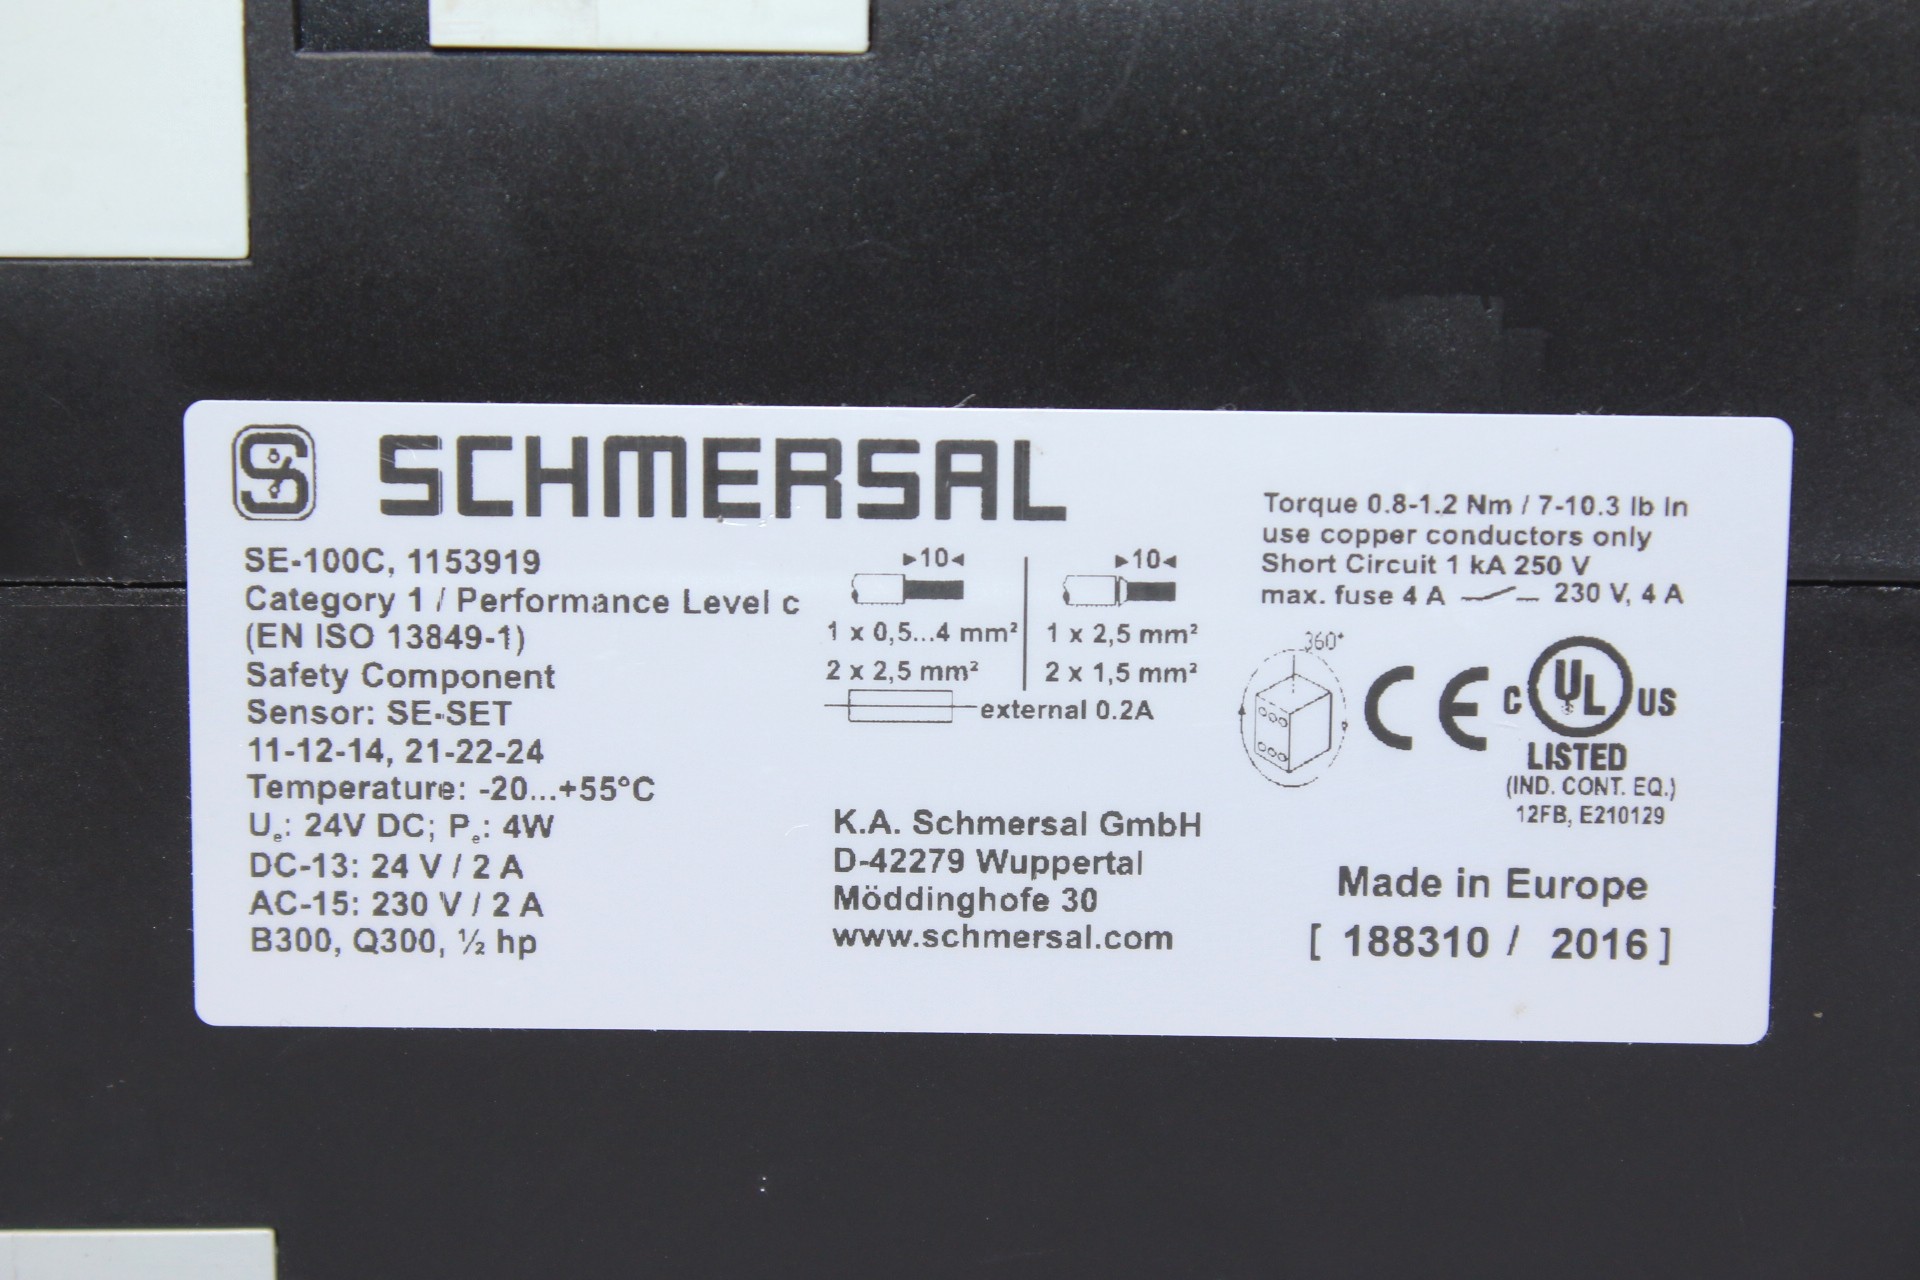 SCHMERSAL
SE-100C, 1153919
Category 1 / Performance Level c
(EN ISO 13849-1)
Safety Component
Sensor: SE-SET
11-12-14, 21-22-24
Temperature: -20...+55°C
Ue: 24V DC; Pe: 4W
DC-13: 24 V / 2 A
AC-15: 230 V / 2 A
B300, Q300, ½ hp
▸10◂
1 x 0,5...4 mm²
2 x 2,5 mm²
▸10◂
1 x 2,5 mm²
2 x 1,5 mm²
external 0.2A
K.A. Schmersal GmbH
D-42279 Wuppertal
Möddinghofe 30
www.schmersal.com
Torque 0.8-1.2 Nm / 7-10.3 lb In
use copper conductors only
Short Circuit 1 kA 250 V
max. fuse 4 A 230 V, 4 A
360°
CE
C UL US
LISTED
(IND. CONT. EQ.)
12FB, E210129
Made in Europe
[ 188310 / 2016 ]